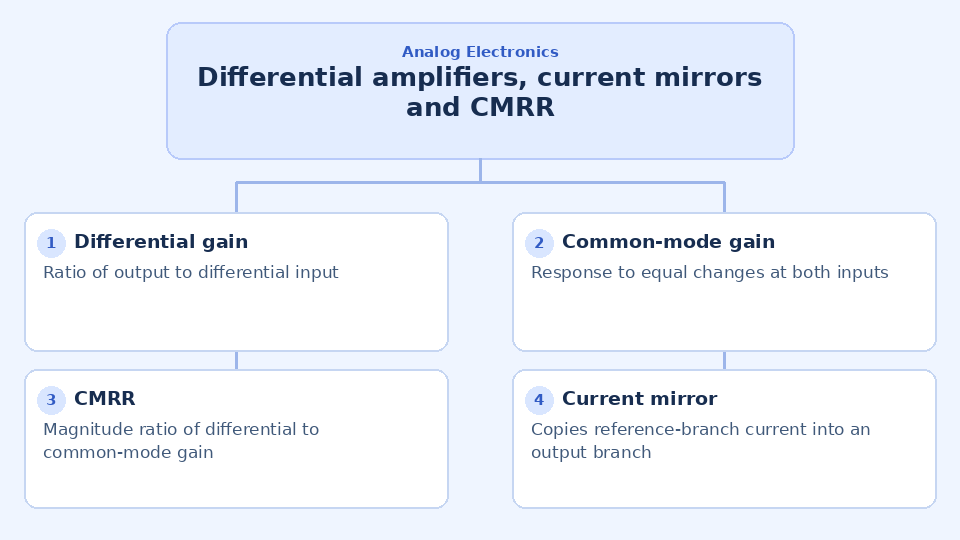 Analog Electronics
Differential amplifiers, current mirrors
and CMRR
1 Differential gain
Ratio of output to differential input
2 Common-mode gain
Response to equal changes at both inputs
3 CMRR
Magnitude ratio of differential to
common-mode gain
4 Current mirror
Copies reference-branch current into an
output branch